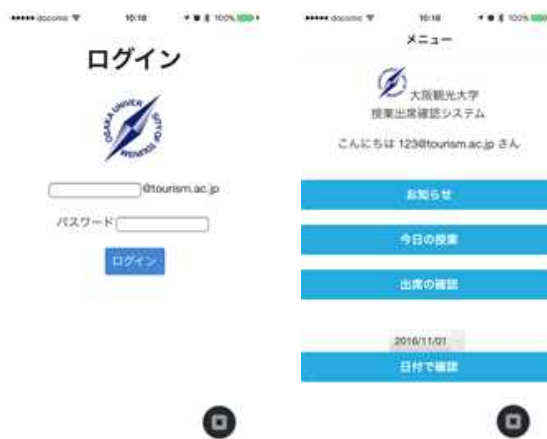 docomo 10:18 100%
ログイン
OSAKA UNIVERSITY OF TOURISM
@tourism.ac.jp
パスワード
ログイン
docomo 10:18 100%
メニュー
大阪観光大学
授業出席確認システム
こんにちは 123@tourism.ac.jp さん
お知らせ
今日の授業
出席の確認
2016/11/01
日付で確認